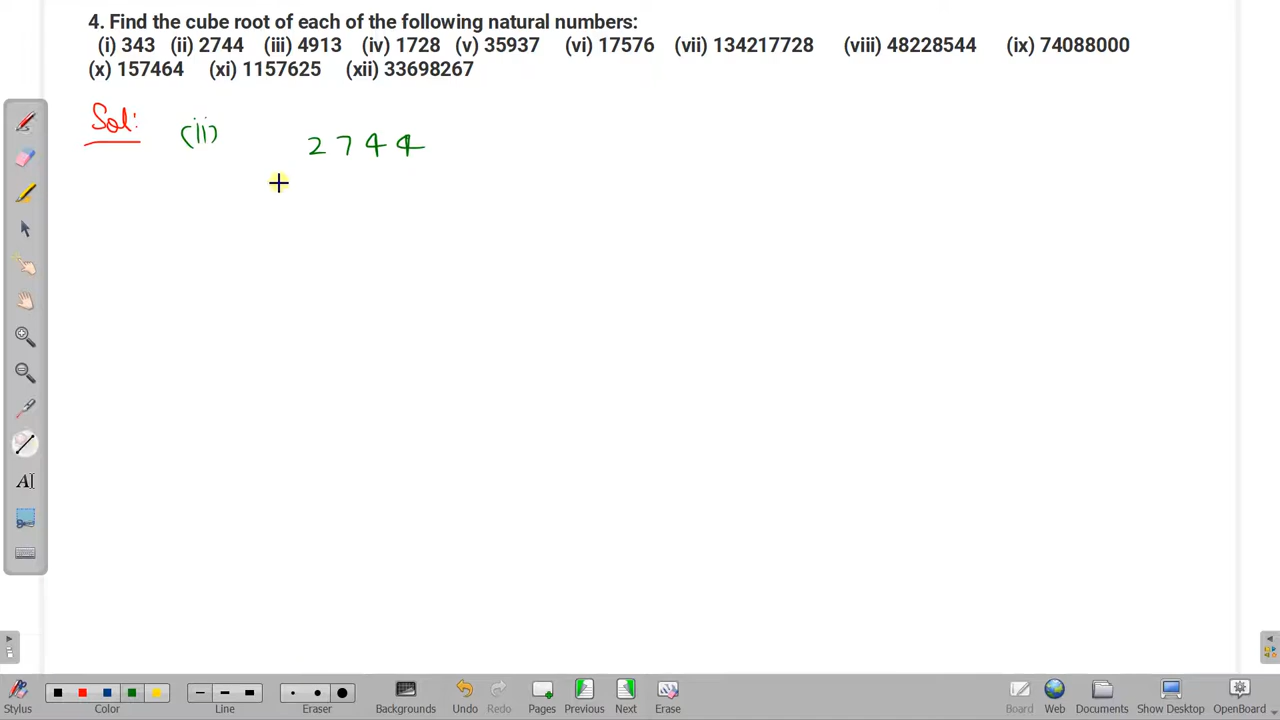 4. Find the cube root of each of the following natural numbers:
(i) 343 (ii) 2744 (iii) 4913 (iv) 1728 (v) 35937 (vi) 17576 (vii) 134217728 (viii) 48228544 (ix) 74088000
(x) 157464 (xi) 1157625 (xii) 33698267
Sol:
(ii) 2744
AI
Stylus Color Line Eraser Backgrounds Undo Redo Pages Previous Next Erase Board Web Documents Show Desktop OpenBoard